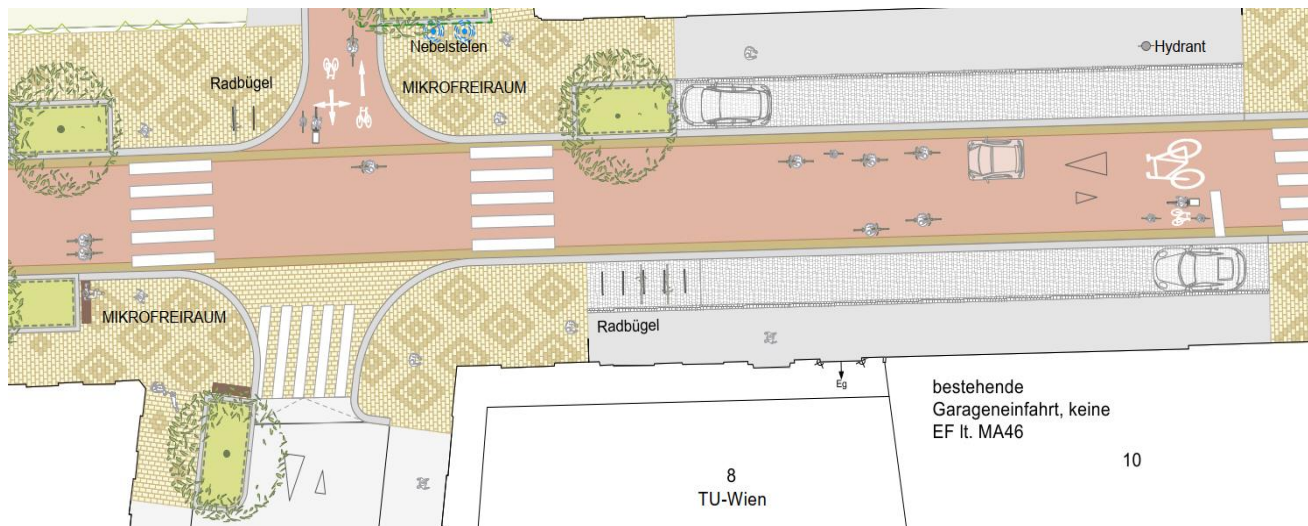 Nebelstelen
Hydrant
Radbügel
MIKROFREIRAUM
MIKROFREIRAUM
Radbügel
Eg
bestehende
Garageneinfahrt, keine
EF lt. MA46
10
8
TU-Wien